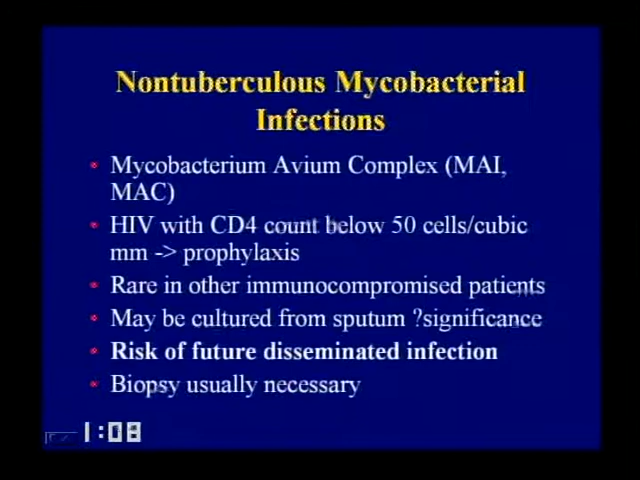 Nontuberculous Mycobacterial
Infections
• Mycobacterium Avium Complex (MAI,
MAC)
• HIV with CD4 count below 50 cells/cubic
mm -> prophylaxis
• Rare in other immunocompromised patients
• May be cultured from sputum ?significance
• Risk of future disseminated infection
• Biopsy usually necessary
1:08